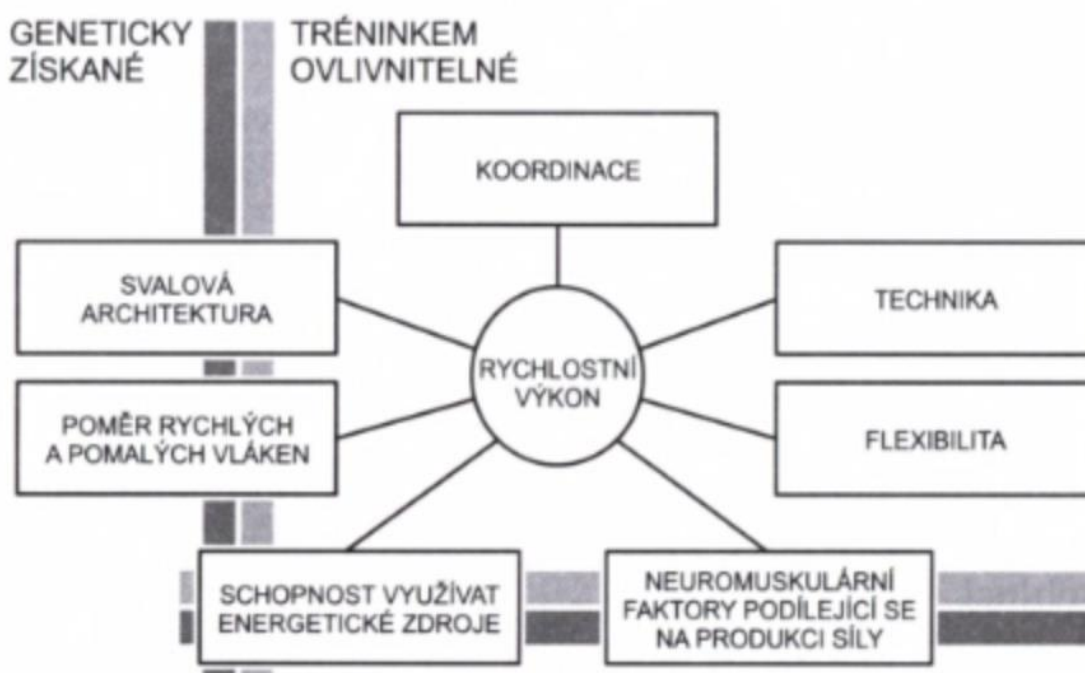 GENETICKY
ZÍSKANÉ
TRÉNINKEM
OVLIVNITELNÉ
KOORDINACE
SVALOVÁ
ARCHITEKTURA
TECHNIKA
RYCHLOSTNÍ
VÝKON
POMĚR RYCHLÝCH
A POMALÝCH VLÁKEN
FLEXIBILITA
SCHOPNOST VYUŽÍVAT
ENERGETICKÉ ZDROJE
NEUROMUSKULÁRNÍ
FAKTORY PODÍLEJÍCÍ SE
NA PRODUKCI SÍLY